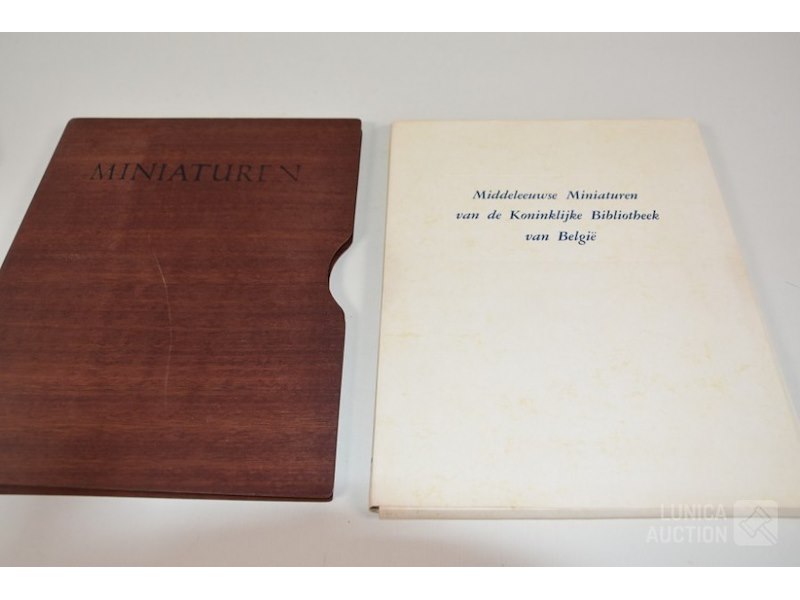 MINIATUREN
Middeleeuwse Miniaturen
van de Koninklijke Bibliotheek
van België
LUNICA
AUCTION